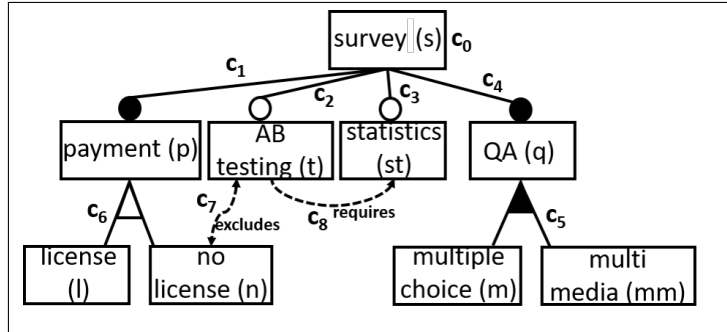 survey (s) c0
c1
c2
c3
c4
payment (p)
AB
testing (t)
statistics
(st)
QA (q)
c6
c7
excludes
c8 requires
c5
license
(l)
no
license (n)
multiple
choice (m)
multi
media (mm)